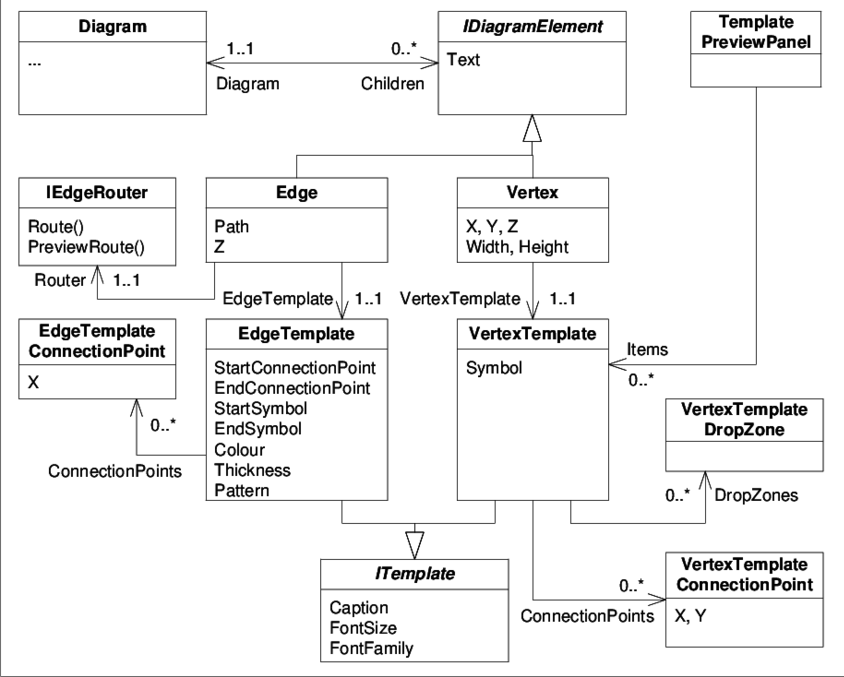 Diagram
...
IDiagramElement
Text
Template
PreviewPanel
1..1
0..*
Diagram
Children
IEdgeRouter
Route()
PreviewRoute()
Edge
Path
Z
Vertex
X, Y, Z
Width, Height
Router
1..1
EdgeTemplate
1..1
VertexTemplate
1..1
EdgeTemplate
ConnectionPoint
X
EdgeTemplate
StartConnectionPoint
EndConnectionPoint
StartSymbol
EndSymbol
Colour
Thickness
Pattern
VertexTemplate
Symbol
Items
0..*
0..*
ConnectionPoints
VertexTemplate
DropZone
0..*
DropZones
ITemplate
Caption
FontSize
FontFamily
0..*
ConnectionPoints
VertexTemplate
ConnectionPoint
X, Y